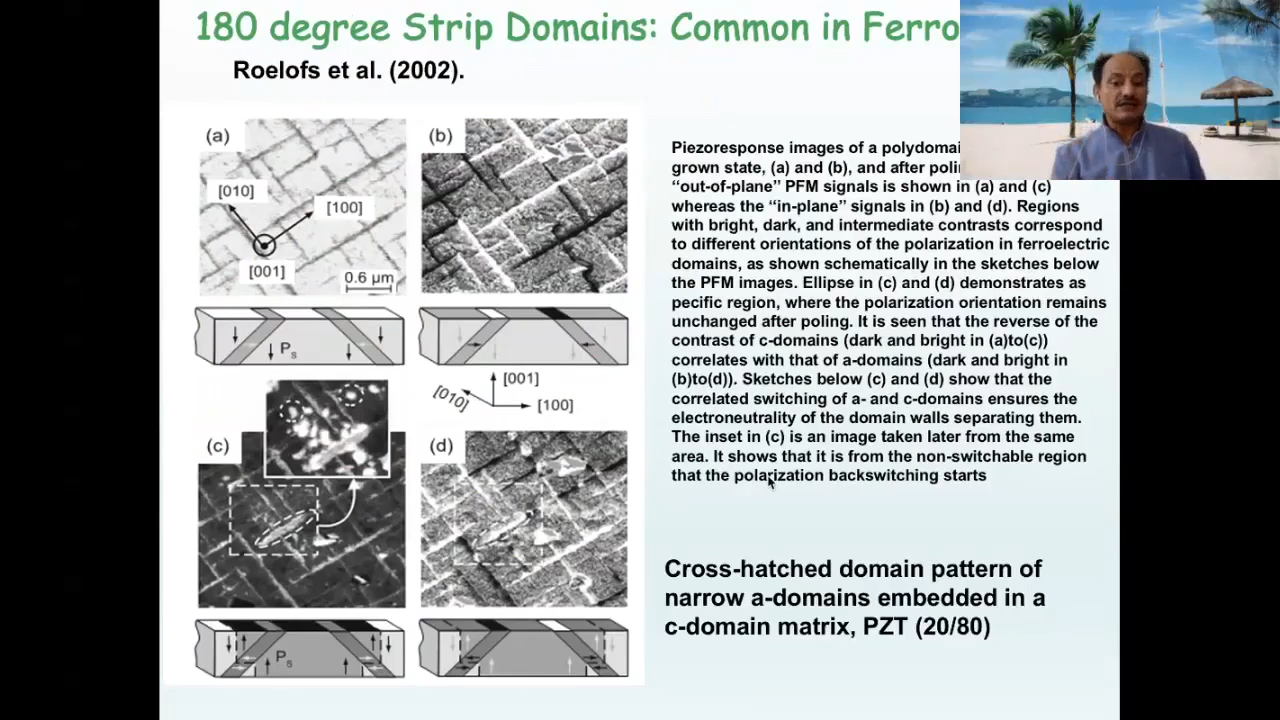 180 degree Strip Domains: Common in Ferro
Roelofs et al. (2002).
(a)
(b)
[010]
[100]
[001]
0.6 μm
Ps
[001]
[010]
[100]
(c)
(d)
Ps
Piezoresponse images of a polydomai
grown state, (a) and (b), and after polin
“out-of-plane” PFM signals is shown in (a) and (c)
whereas the “in-plane” signals in (b) and (d). Regions
with bright, dark, and intermediate contrasts correspond
to different orientations of the polarization in ferroelectric
domains, as shown schematically in the sketches below
the PFM images. Ellipse in (c) and (d) demonstrates as
pecific region, where the polarization orientation remains
unchanged after poling. It is seen that the reverse of the
contrast of c-domains (dark and bright in (a)to(c))
correlates with that of a-domains (dark and bright in
(b)to(d)). Sketches below (c) and (d) show that the
correlated switching of a- and c-domains ensures the
electroneutrality of the domain walls separating them.
The inset in (c) is an image taken later from the same
area. It shows that it is from the non-switchable region
that the polarization backswitching starts
Cross-hatched domain pattern of
narrow a-domains embedded in a
c-domain matrix, PZT (20/80)